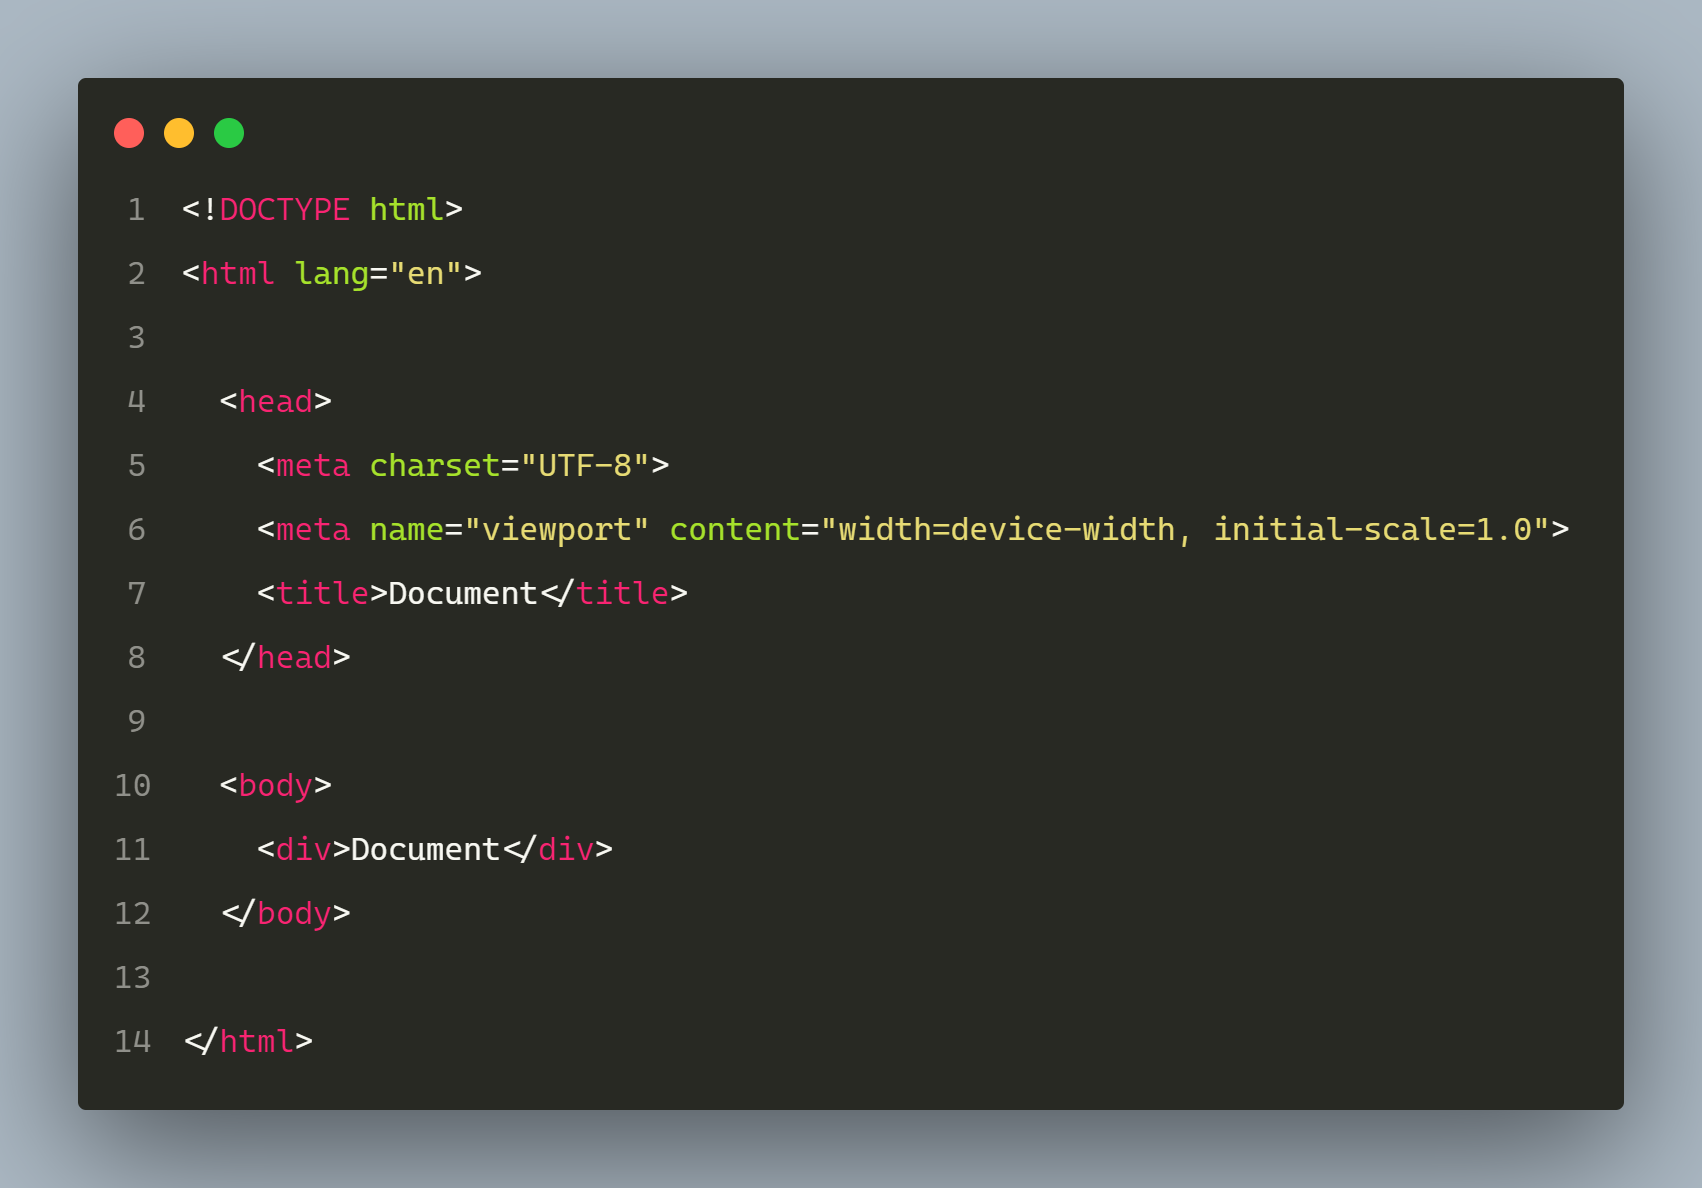 1 <!DOCTYPE html>
2 <html lang="en">
3
4   <head>
5     <meta charset="UTF-8">
6     <meta name="viewport" content="width=device-width, initial-scale=1.0">
7     <title>Document</title>
8   </head>
9
10   <body>
11     <div>Document</div>
12   </body>
13
14 </html>